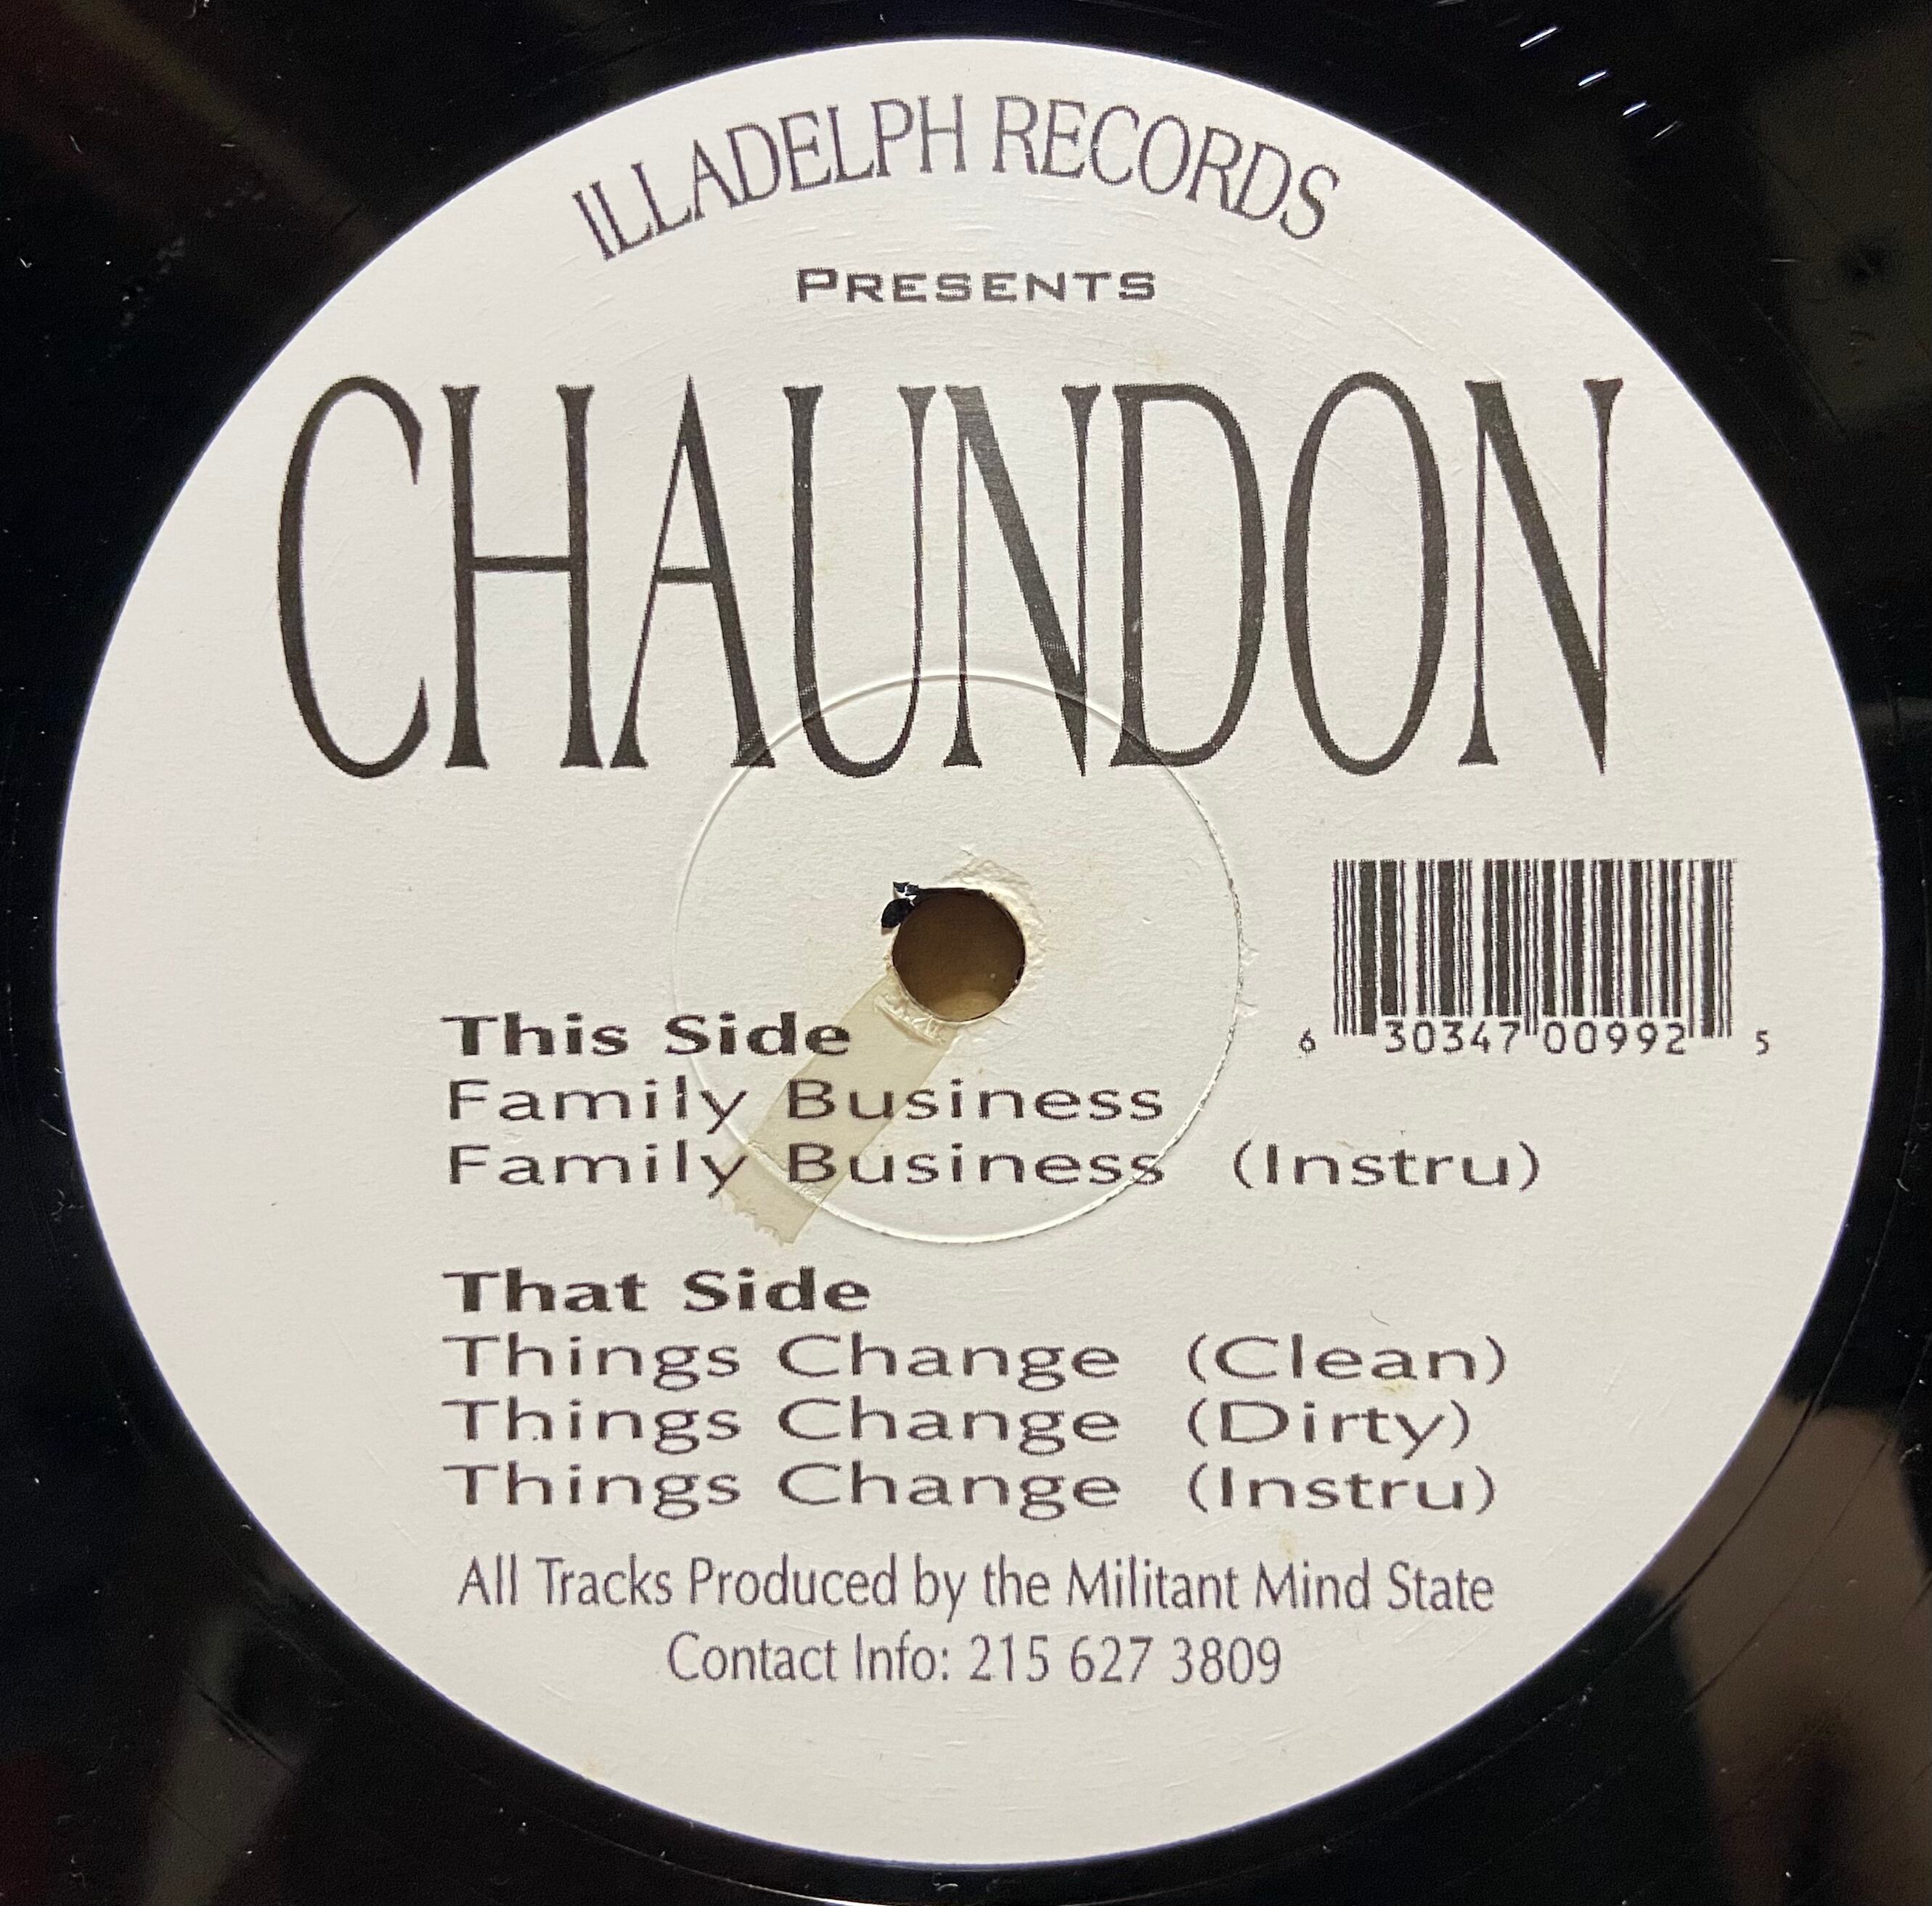 ILLADELPH RECORDS
PRESENTS
CHAUNDON
6 30347 00992 5
This Side
Family Business
Family Business (Instru)
That Side
Things Change (Clean)
Things Change (Dirty)
Things Change (Instru)
All Tracks Produced by the Militant Mind State
Contact Info: 215 627 3809